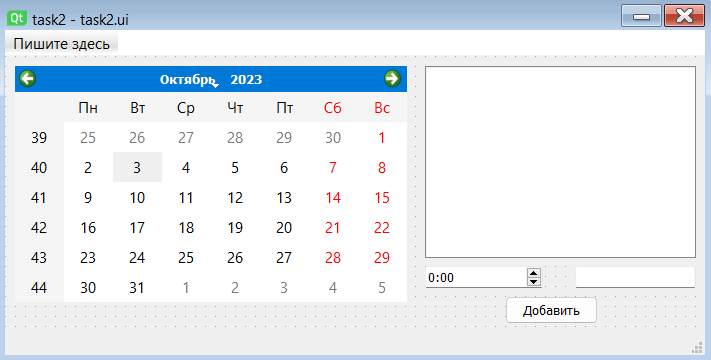 Qt task2 - task2.ui
Пишите здесь
Октябрь 2023
Пн Вт Ср Чт Пт Сб Вс
39 25 26 27 28 29 30 1
40 2 3 4 5 6 7 8
41 9 10 11 12 13 14 15
42 16 17 18 19 20 21 22
43 23 24 25 26 27 28 29
44 30 31 1 2 3 4 5
0:00
Добавить